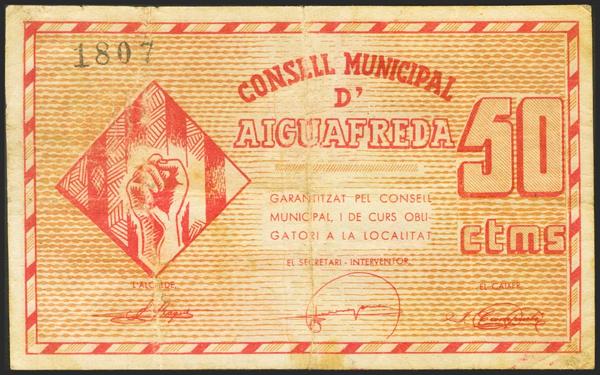 1807
CONSELL MUNICIPAL
D'
AIGUAFREDA
50
ctms
GARANTITZAT PEL CONSELL
MUNICIPAL, I DE CURS OBLI-
GATORI A LA LOCALITAT
EL SECRETARI - INTERVENTOR,
L'ALCALDE,
EL CAIXER